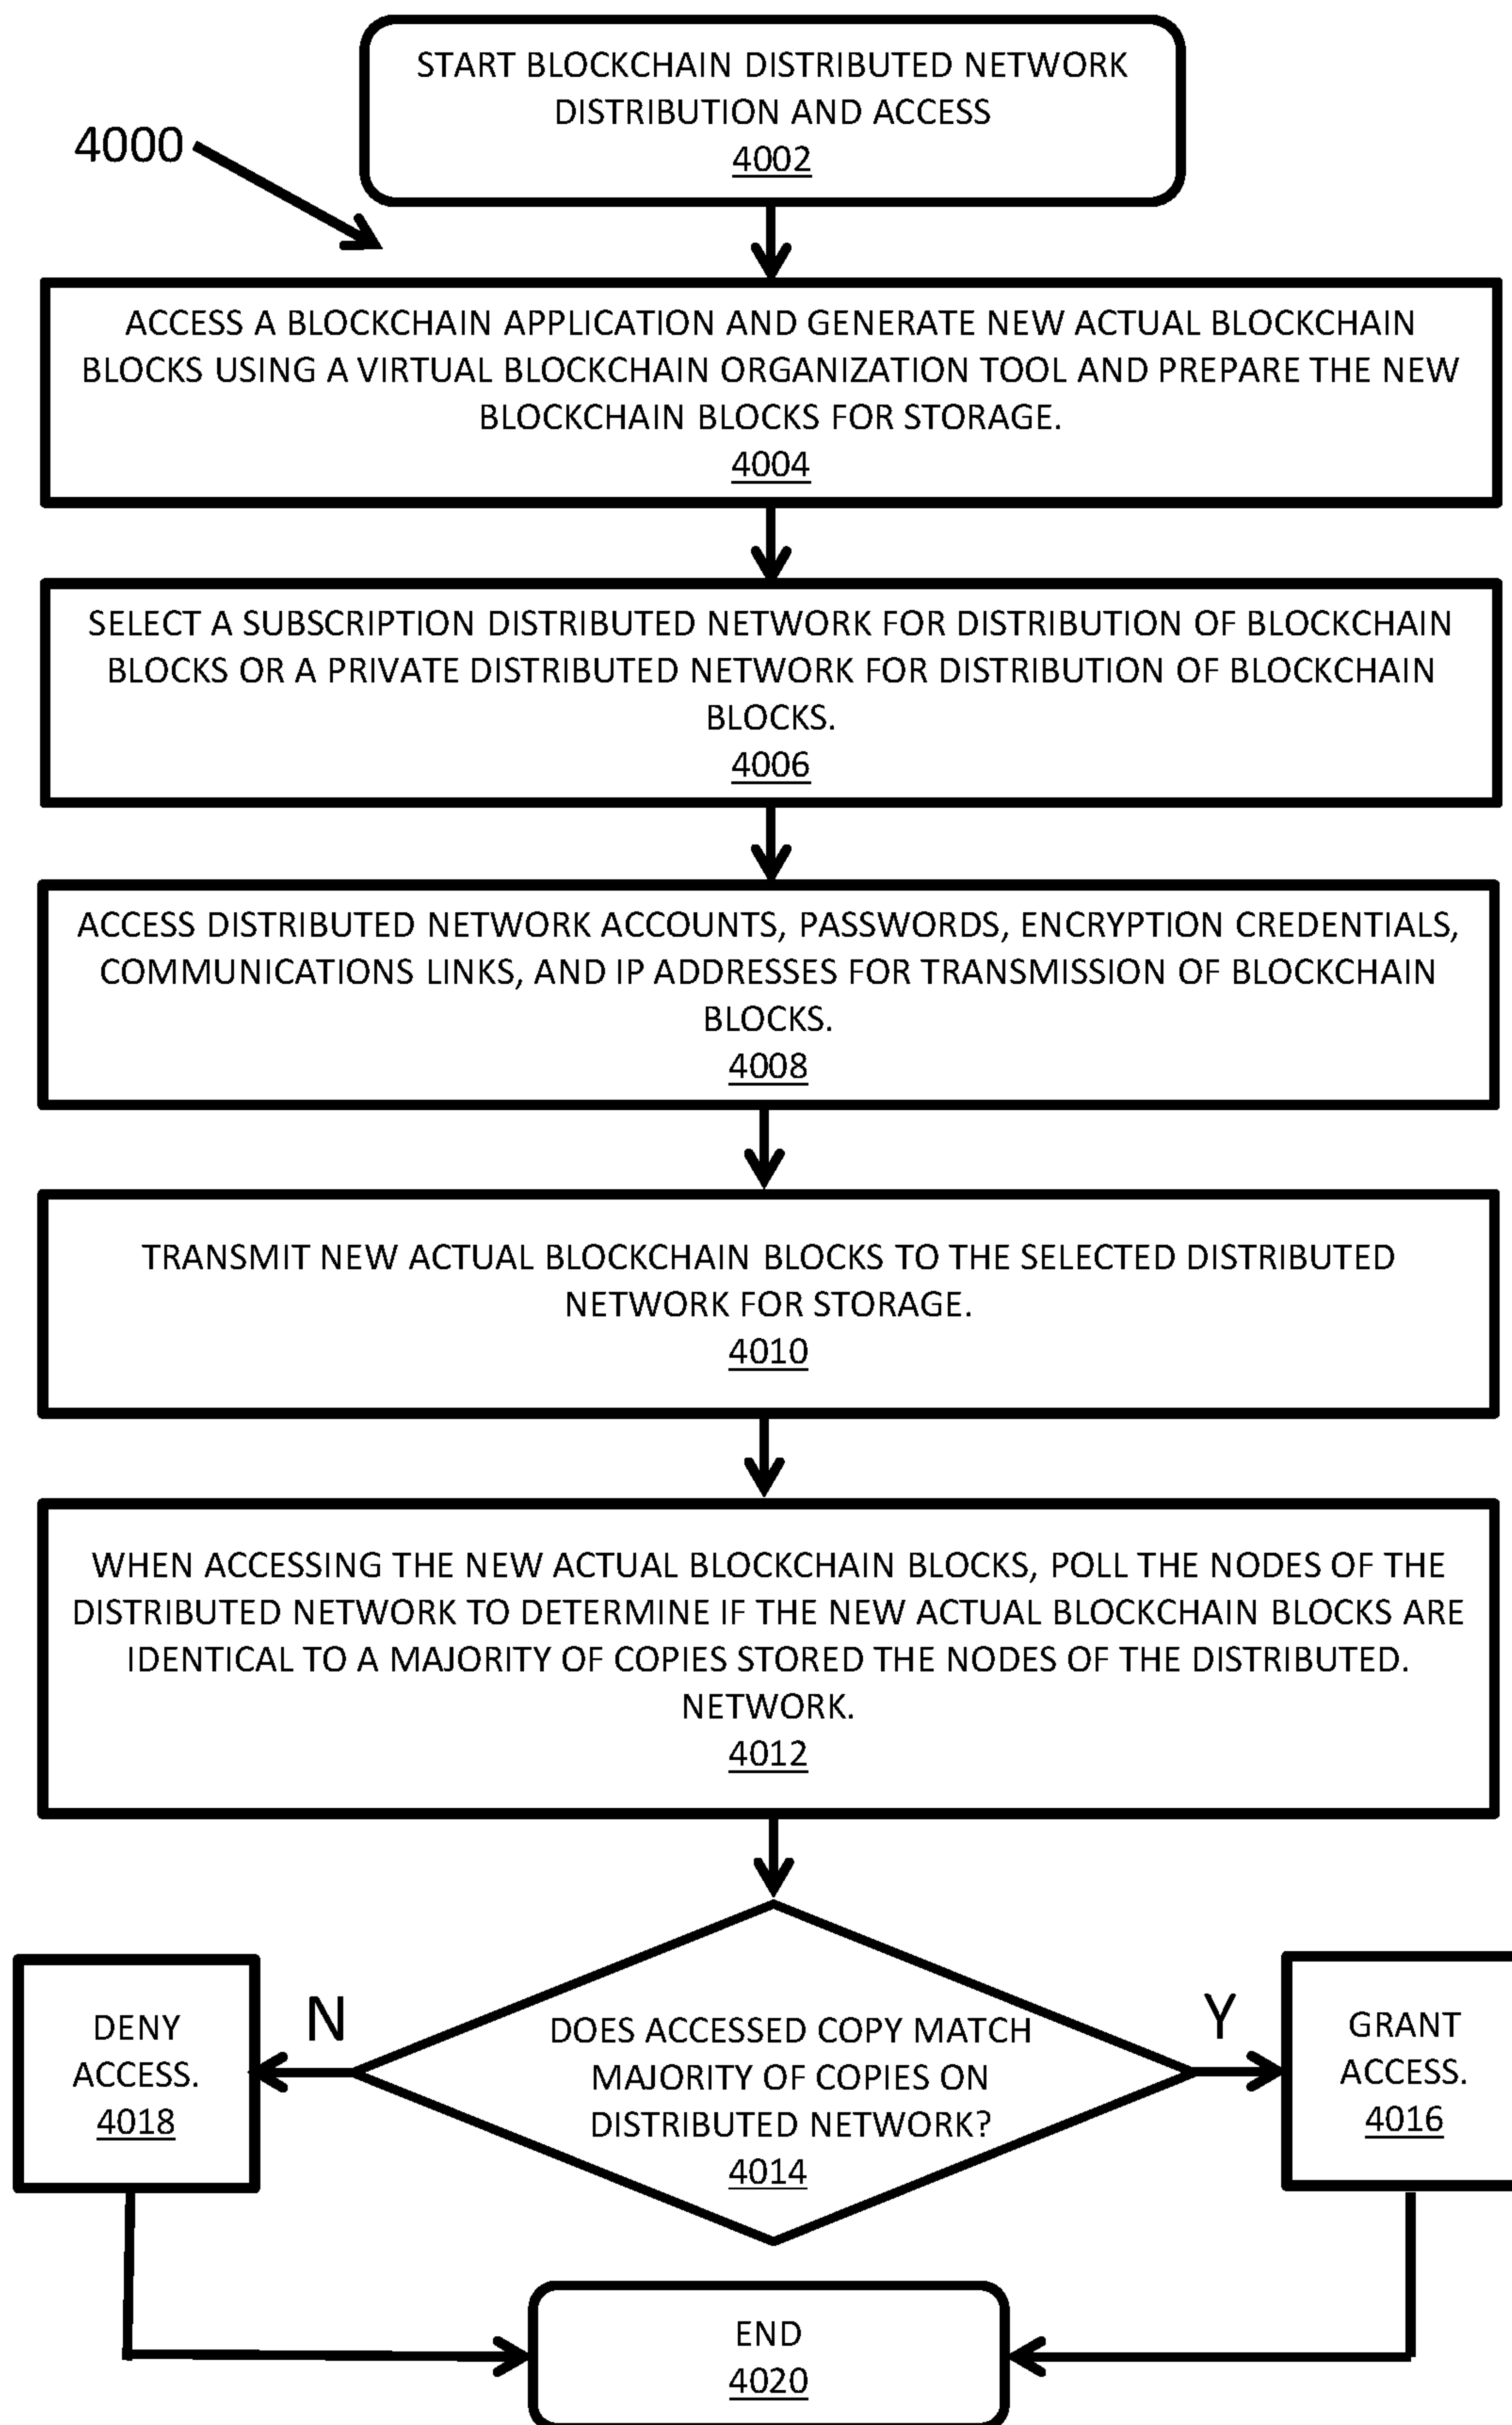 START BLOCKCHAIN DISTRIBUTED NETWORK
DISTRIBUTION AND ACCESS
4002
4000
ACCESS A BLOCKCHAIN APPLICATION AND GENERATE NEW ACTUAL BLOCKCHAIN
BLOCKS USING A VIRTUAL BLOCKCHAIN ORGANIZATION TOOL AND PREPARE THE NEW
BLOCKCHAIN BLOCKS FOR STORAGE.
4004
SELECT A SUBSCRIPTION DISTRIBUTED NETWORK FOR DISTRIBUTION OF BLOCKCHAIN
BLOCKS OR A PRIVATE DISTRIBUTED NETWORK FOR DISTRIBUTION OF BLOCKCHAIN
BLOCKS.
4006
ACCESS DISTRIBUTED NETWORK ACCOUNTS, PASSWORDS, ENCRYPTION CREDENTIALS,
COMMUNICATIONS LINKS, AND IP ADDRESSES FOR TRANSMISSION OF BLOCKCHAIN
BLOCKS.
4008
TRANSMIT NEW ACTUAL BLOCKCHAIN BLOCKS TO THE SELECTED DISTRIBUTED
NETWORK FOR STORAGE.
4010
WHEN ACCESSING THE NEW ACTUAL BLOCKCHAIN BLOCKS, POLL THE NODES OF THE
DISTRIBUTED NETWORK TO DETERMINE IF THE NEW ACTUAL BLOCKCHAIN BLOCKS ARE
IDENTICAL TO A MAJORITY OF COPIES STORED THE NODES OF THE DISTRIBUTED.
NETWORK.
4012
DENY
ACCESS.
4018
N
DOES ACCESSED COPY MATCH
MAJORITY OF COPIES ON
DISTRIBUTED NETWORK?
4014
Y
GRANT
ACCESS.
4016
END
4020